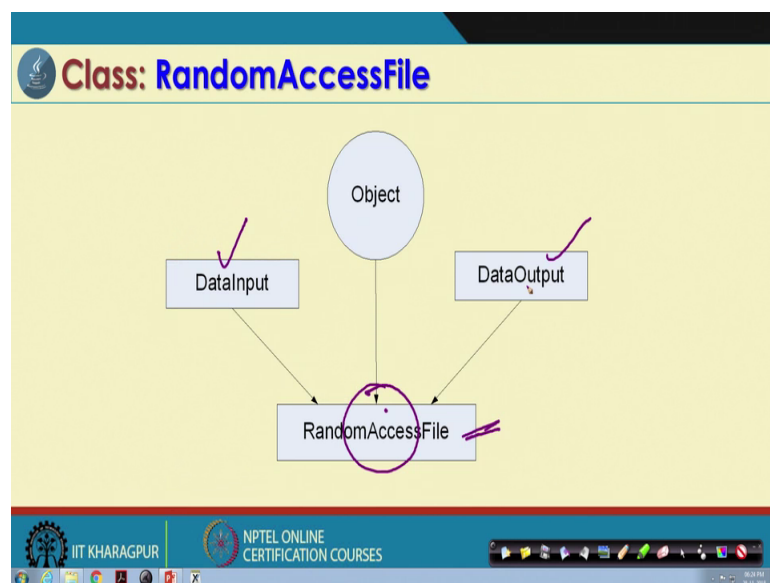 Class: RandomAccessFile
Object
DataInput
DataOutput
RandomAccessFile
IIT KHARAGPUR
NPTEL ONLINE
CERTIFICATION COURSES